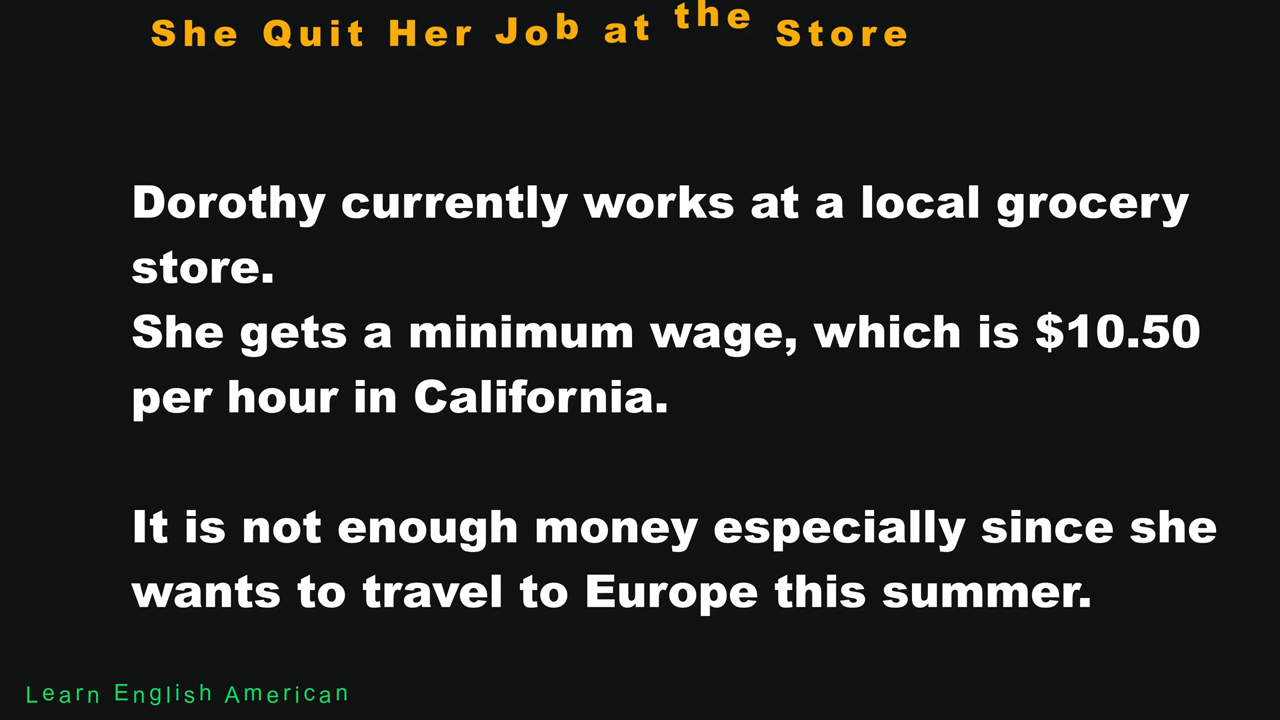 She Quit Her Job at the Store
Dorothy currently works at a local grocery
store.
She gets a minimum wage, which is $10.50
per hour in California.
It is not enough money especially since she
wants to travel to Europe this summer.
Learn English American